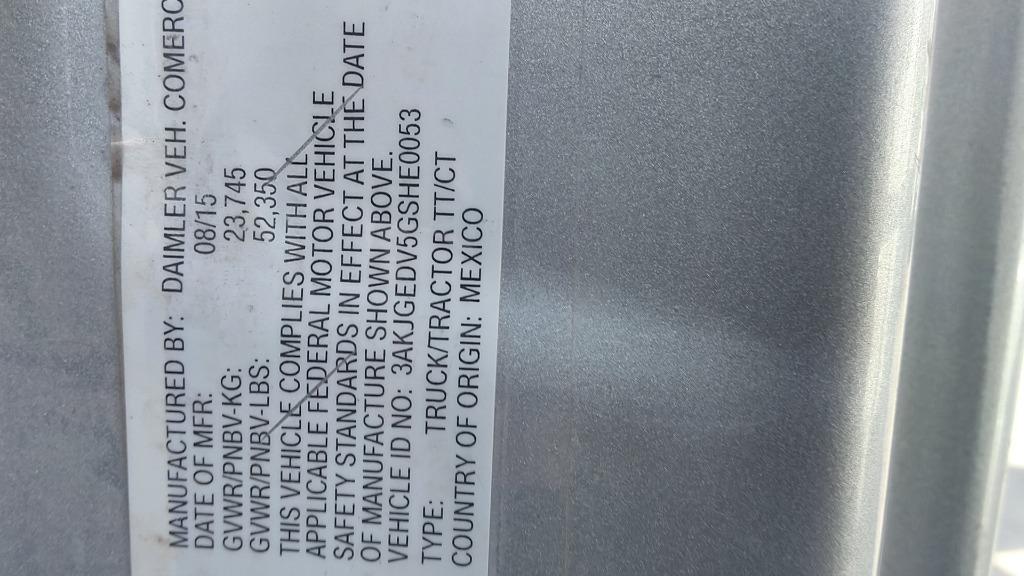 MANUFACTURED BY: DAIMLER VEH. COMERC
DATE OF MFR: 08/15
GVWR/PNBV-KG: 23,745
GVWR/PNBV-LBS: 52,350
THIS VEHICLE COMPLIES WITH ALL
APPLICABLE FEDERAL MOTOR VEHICLE
SAFETY STANDARDS IN EFFECT AT THE DATE
OF MANUFACTURE SHOWN ABOVE.
VEHICLE ID NO: 3AKJGEDV5GSHE0053
TYPE: TRUCK/TRACTOR TT/CT
COUNTRY OF ORIGIN: MEXICO